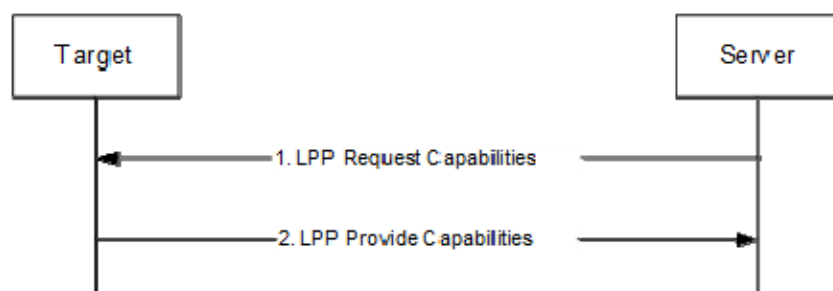 Target
Server
1. LPP Request Capabilities
2. LPP Provide Capabilities